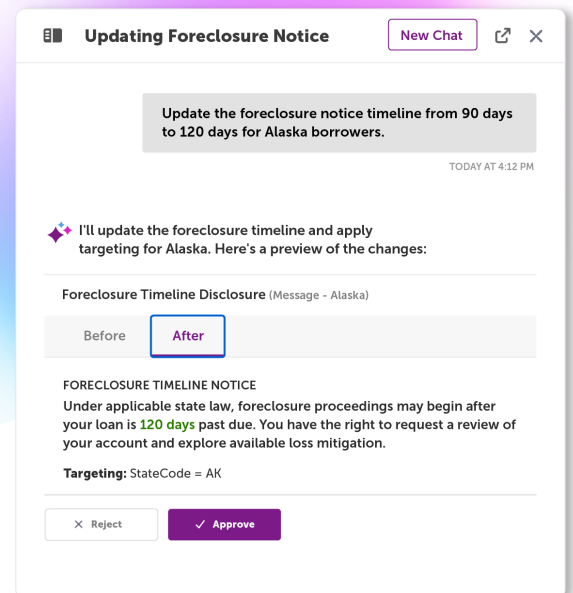 Updating Foreclosure Notice
New Chat
Update the foreclosure notice timeline from 90 days
to 120 days for Alaska borrowers.
TODAY AT 4:12 PM
I'll update the foreclosure timeline and apply
targeting for Alaska. Here's a preview of the changes:
Foreclosure Timeline Disclosure (Message - Alaska)
Before
After
FORECLOSURE TIMELINE NOTICE
Under applicable state law, foreclosure proceedings may begin after
your loan is 120 days past due. You have the right to request a review of
your account and explore available loss mitigation.
Targeting: StateCode = AK
Reject
Approve